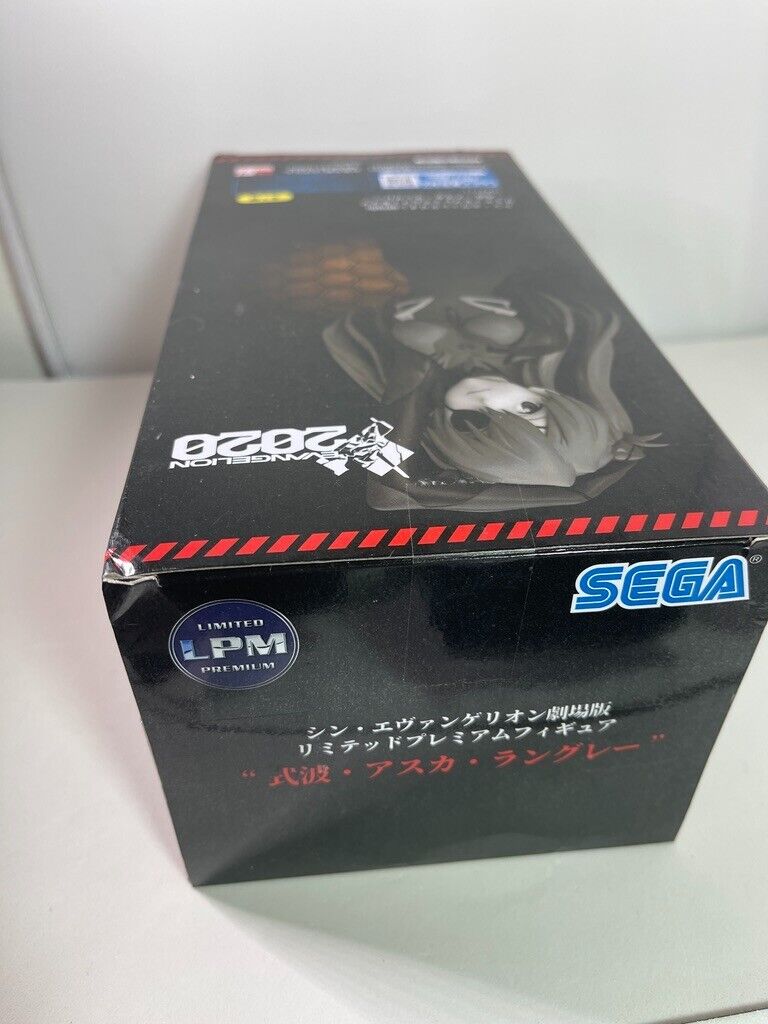 EVANGELION
2020
SEGA®
LIMITED
LPM
PREMIUM
シン・エヴァンゲリオン劇場版
リミテッドプレミアムフィギュア
“式波・アスカ・ラングレー”